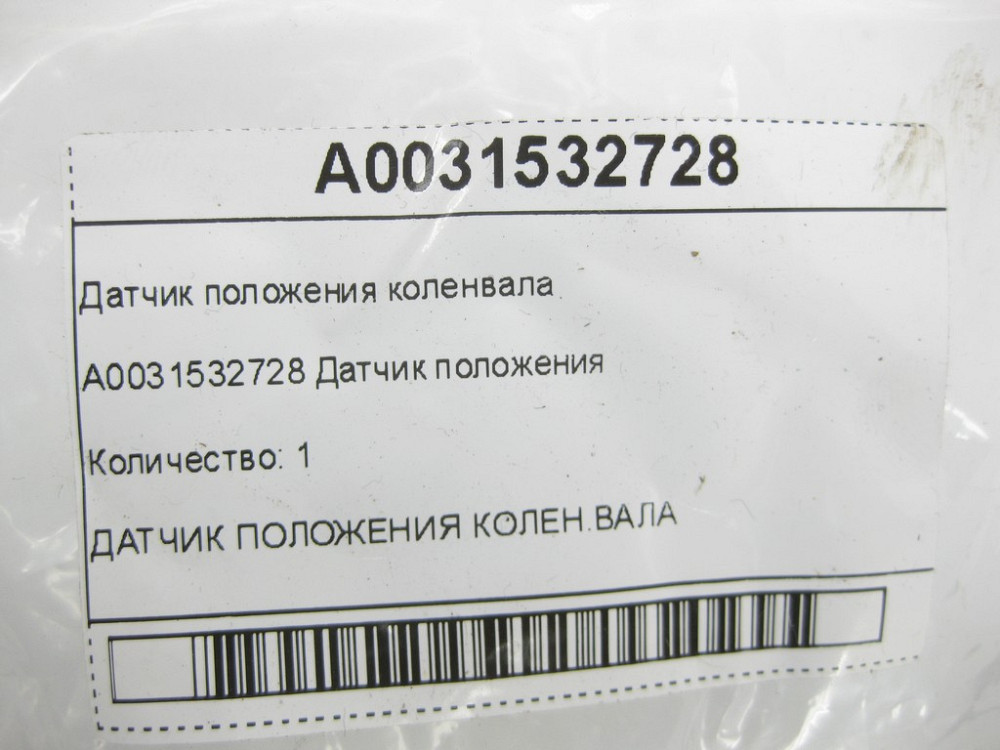 A0031532728
Датчик положения коленвала
A0031532728 Датчик положения
Количество: 1
ДАТЧИК ПОЛОЖЕНИЯ КОЛЕН.ВАЛА